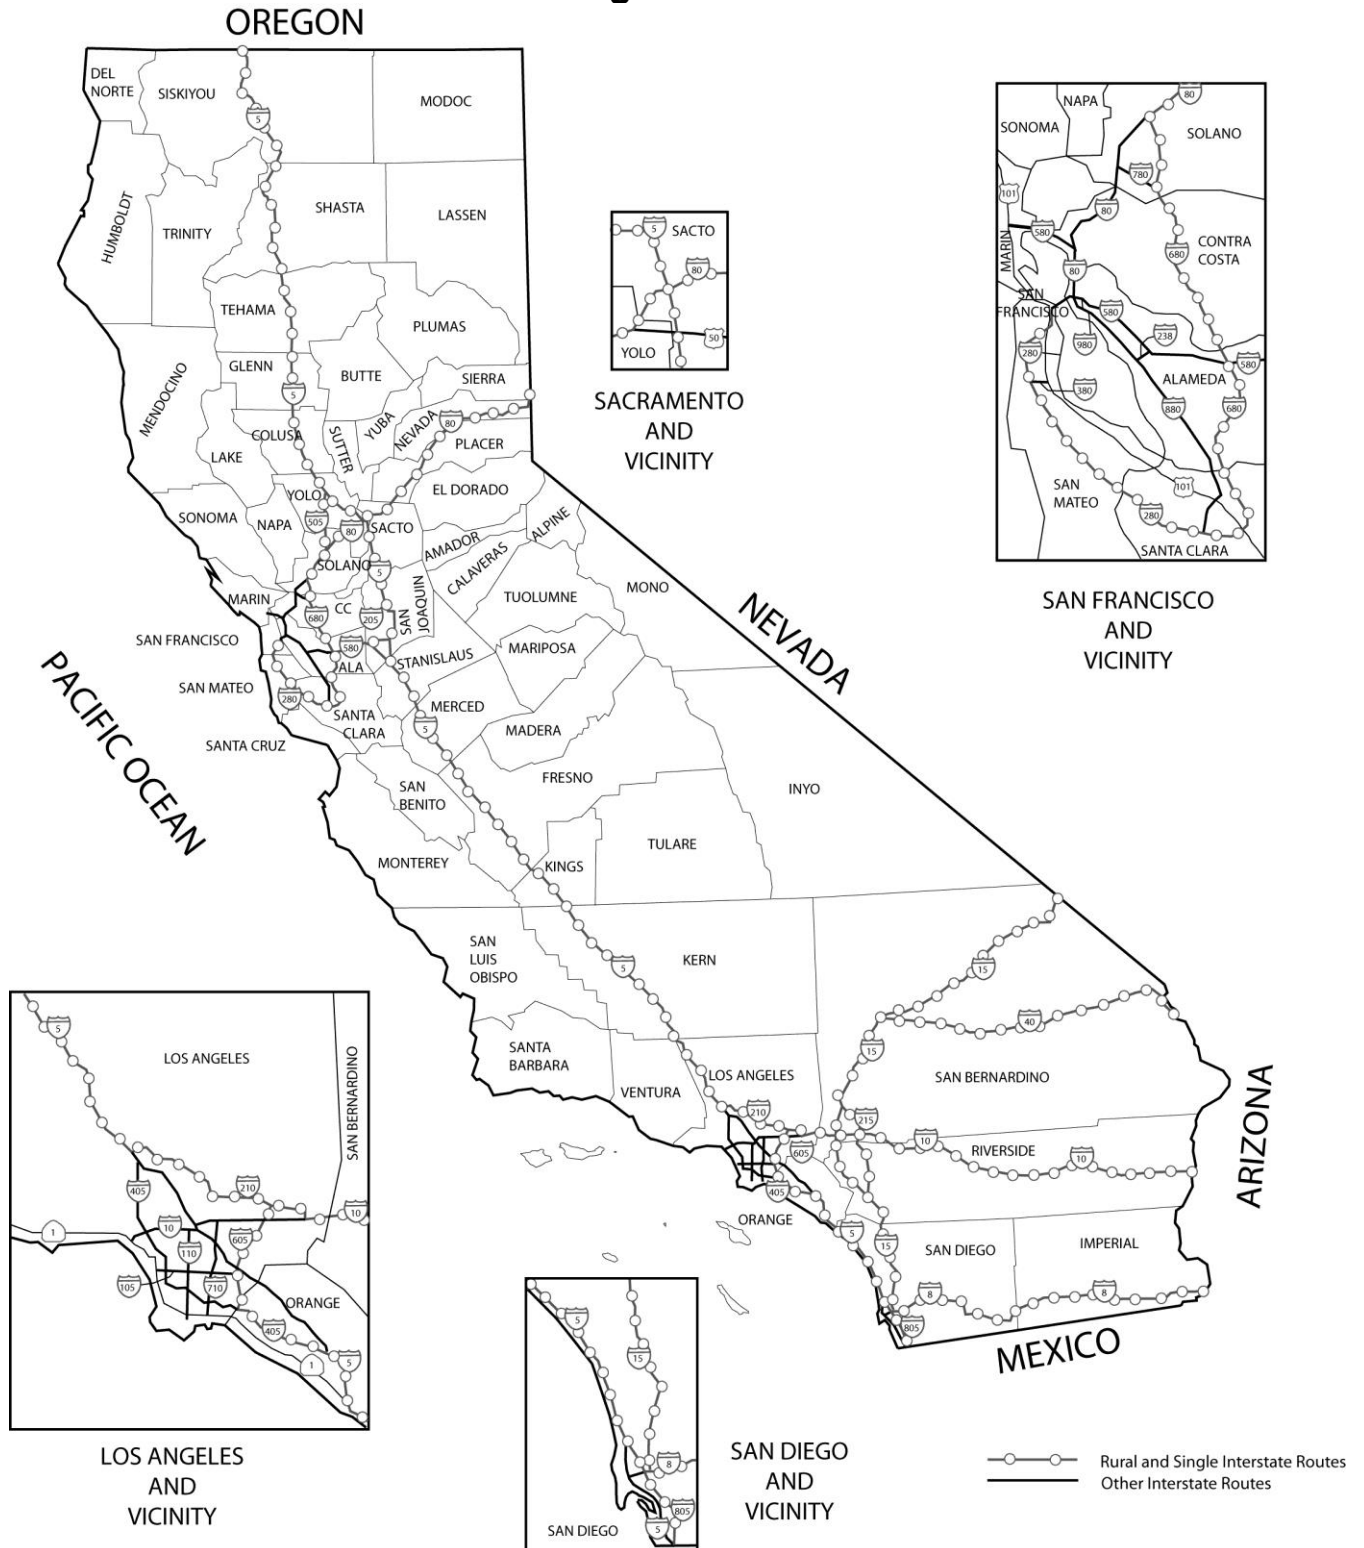 OREGON
DEL
NORTE
SISKIYOU
MODOC
5
HUMBOLDT
TRINITY
SHASTA
LASSEN
TEHAMA
PLUMAS
GLENN
BUTTE
SIERRA
MENDOCINO
5
COLUSA
SUTTER
YUBA
NEVADA
80
PLACER
LAKE
YOLO
EL DORADO
SONOMA
NAPA
505
80
SACTO
AMADOR
ALPINE
SOLANO
5
CALAVERAS
MONO
MARIN
CC
680
205
SAN
JOAQUIN
TUOLUMNE
SAN FRANCISCO
580
ALA
STANISLAUS
MARIPOSA
SAN MATEO
280
SANTA
CLARA
MERCED
5
MADERA
SANTA CRUZ
FRESNO
SAN
BENITO
INYO
MONTEREY
KINGS
TULARE
PACIFIC OCEAN
NEVADA
SAN
LUIS
OBISPO
KERN
5
15
40
15
SANTA
BARBARA
VENTURA
LOS ANGELES
SAN BERNARDINO
210
215
605
10
RIVERSIDE
10
405
ORANGE
5
15
SAN DIEGO
IMPERIAL
8
8
805
ARIZONA
MEXICO
5
SACTO
80
50
YOLO
SACRAMENTO
AND
VICINITY
80
NAPA
SONOMA
SOLANO
780
101
80
580
MARIN
CONTRA
COSTA
680
80
SAN
FRANCISCO
580
238
980
280
580
ALAMEDA
380
880
680
SAN
MATEO
101
280
SANTA CLARA
SAN FRANCISCO
AND
VICINITY
5
LOS ANGELES
SAN BERNARDINO
405
210
10
10
1
110
605
105
710
ORANGE
405
1
5
LOS ANGELES
AND
VICINITY
5
15
8
805
5
SAN DIEGO
SAN DIEGO
AND
VICINITY
Rural and Single Interstate Routes
Other Interstate Routes